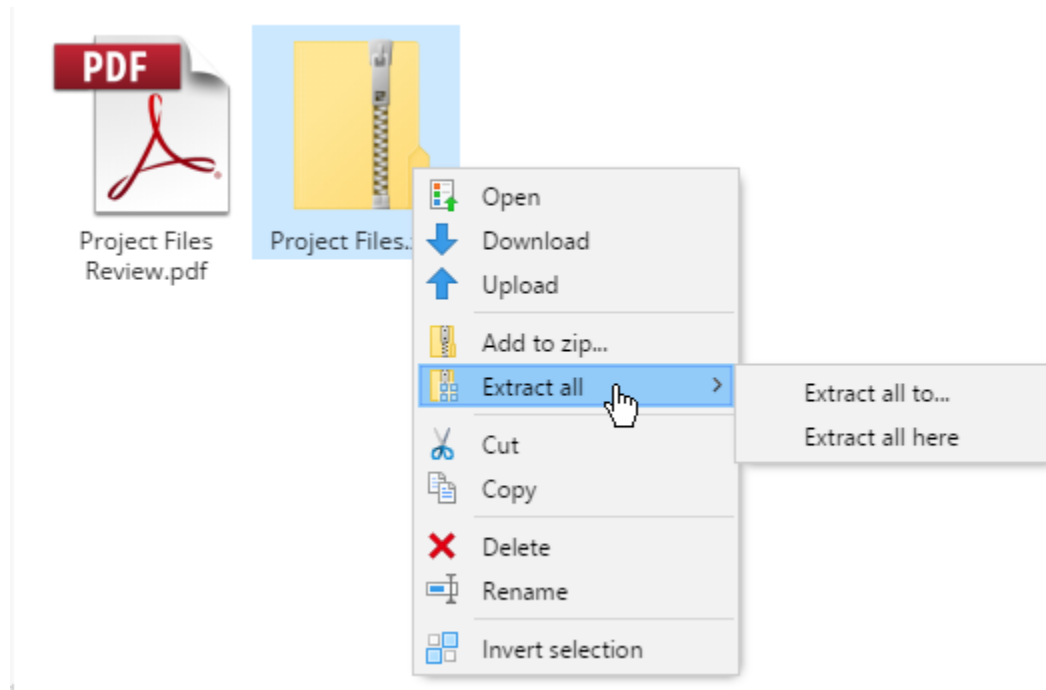 PDF
Project Files
Review.pdf
Project Files.
Open
Download
Upload
Add to zip...
Extract all
Extract all to...
Extract all here
Cut
Copy
Delete
Rename
Invert selection